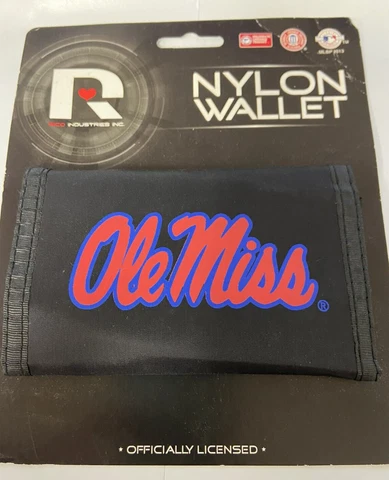 NYLON
WALLET
R
RICO INDUSTRIES INC.
Ole Miss
®
* OFFICIALLY LICENSED *